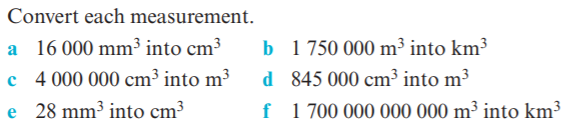 Convert each measurement.
a 16 000 mm³ into cm³ b 1 750 000 m³ into km³
c 4 000 000 cm³ into m³ d 845 000 cm³ into m³
e 28 mm³ into cm³ f 1 700 000 000 000 m³ into km³